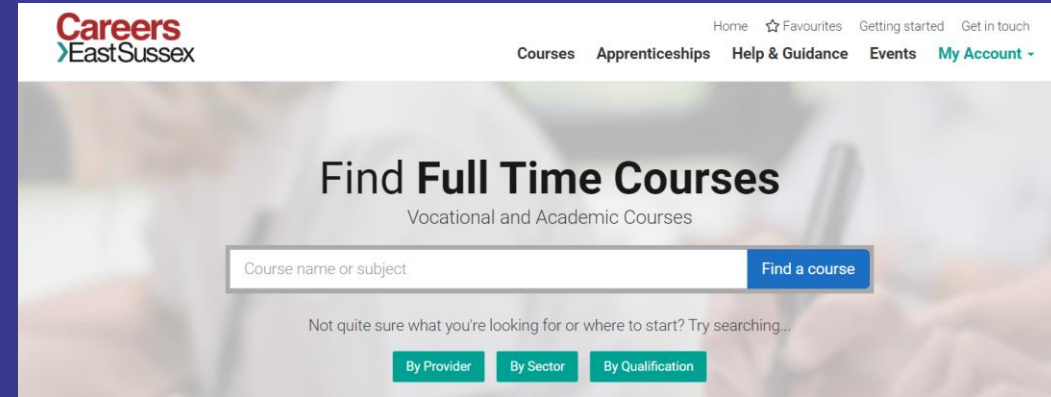 Careers
EastSussex
Home Favourites Getting started Get in touch
Courses Apprenticeships Help & Guidance Events My Account
Find Full Time Courses
Vocational and Academic Courses
Course name or subject Find a course
Not quite sure what you're looking for or where to start? Try searching...
By Provider By Sector By Qualification